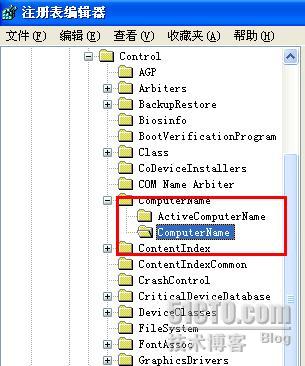 注册表编辑器
文件(F) 编辑(E) 查看(V) 收藏夹(A) 帮助(H)
Control
AGP
Arbiters
BackupRestore
Biosinfo
BootVerificationProgram
Class
CoDeviceInstallers
COM Name Arbiter
ComputerName
ActiveComputerName
ComputerName
ContentIndex
ContentIndexCommon
CrashControl
CriticalDeviceDatabase
DeviceClasses
FileSystem
FontAssoc
GraphicsDrivers
51CTO.com
技术博客 Blog